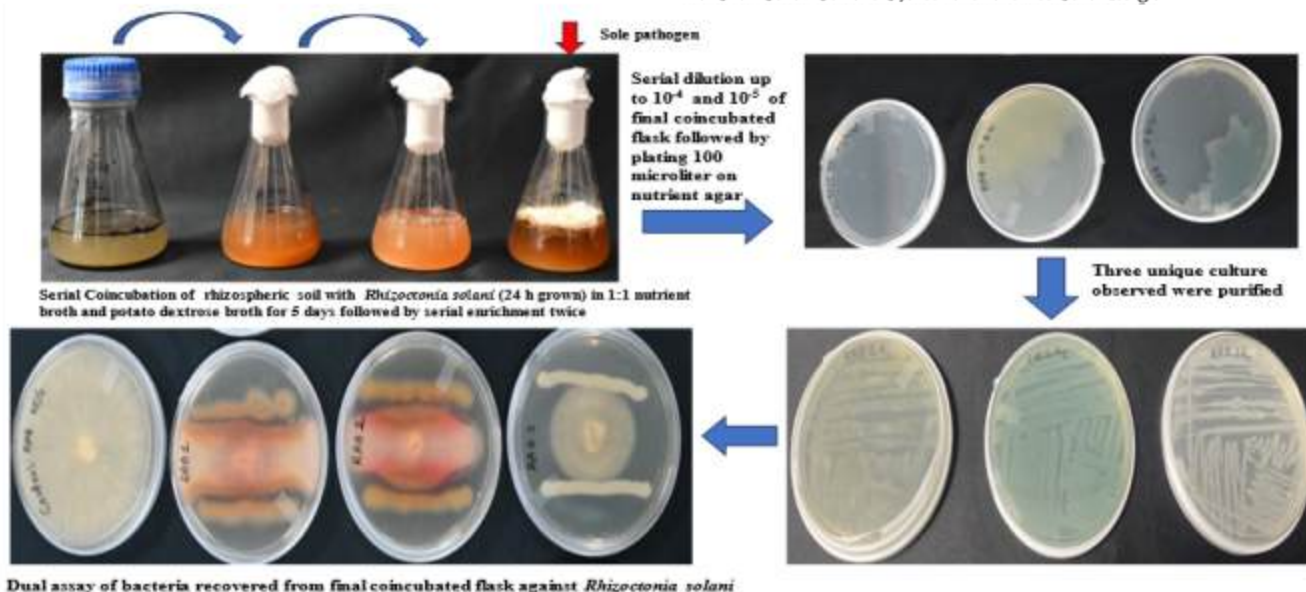 Sole pathogen
Serial dilution up
to 10⁻⁴ and 10⁻⁵ of
final coincubated
flask followed by
plating 100
microliter on
nutrient agar
Serial Coincubation of rhizospheric soil with Rhizoctonia solani (24 h grown) in 1:1 nutrient
broth and potato dextrose broth for 5 days followed by serial enrichment twice
Three unique culture
observed were purified
Dual assay of bacteria recovered from final coincubated flask against Rhizoctonia solani